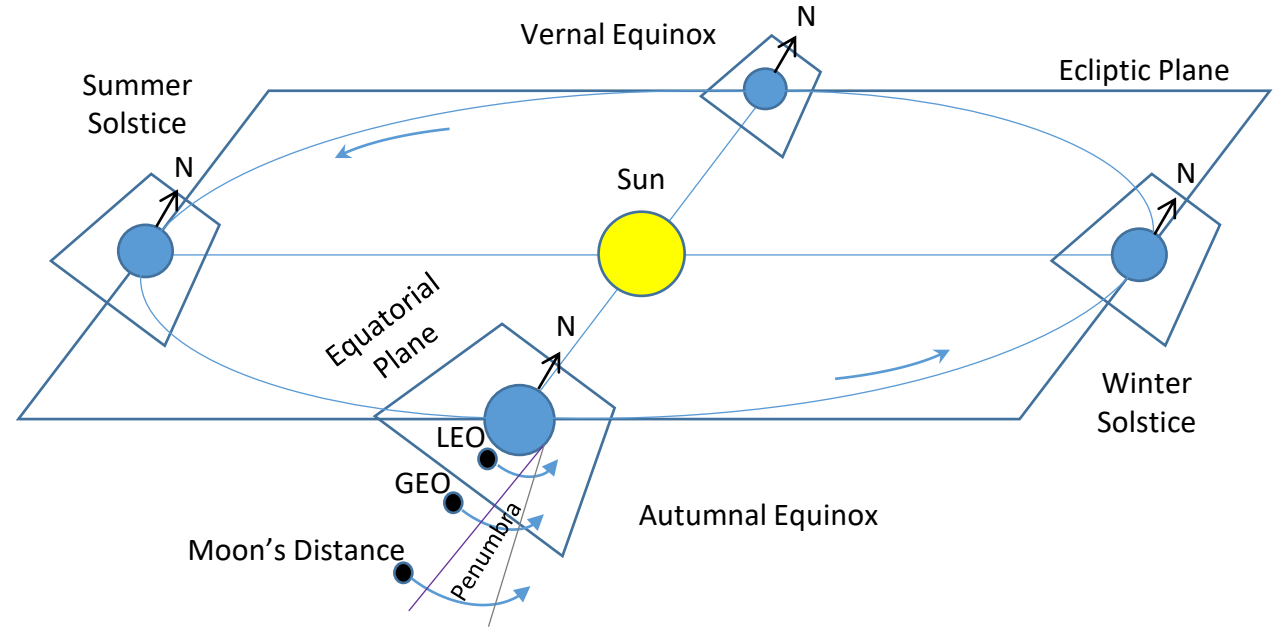 N
Vernal Equinox
Ecliptic Plane
Summer
Solstice
N
Sun
N
Equatorial
Plane
N
Winter
Solstice
LEO
GEO
Autumnal Equinox
Penumbra
Moon's Distance